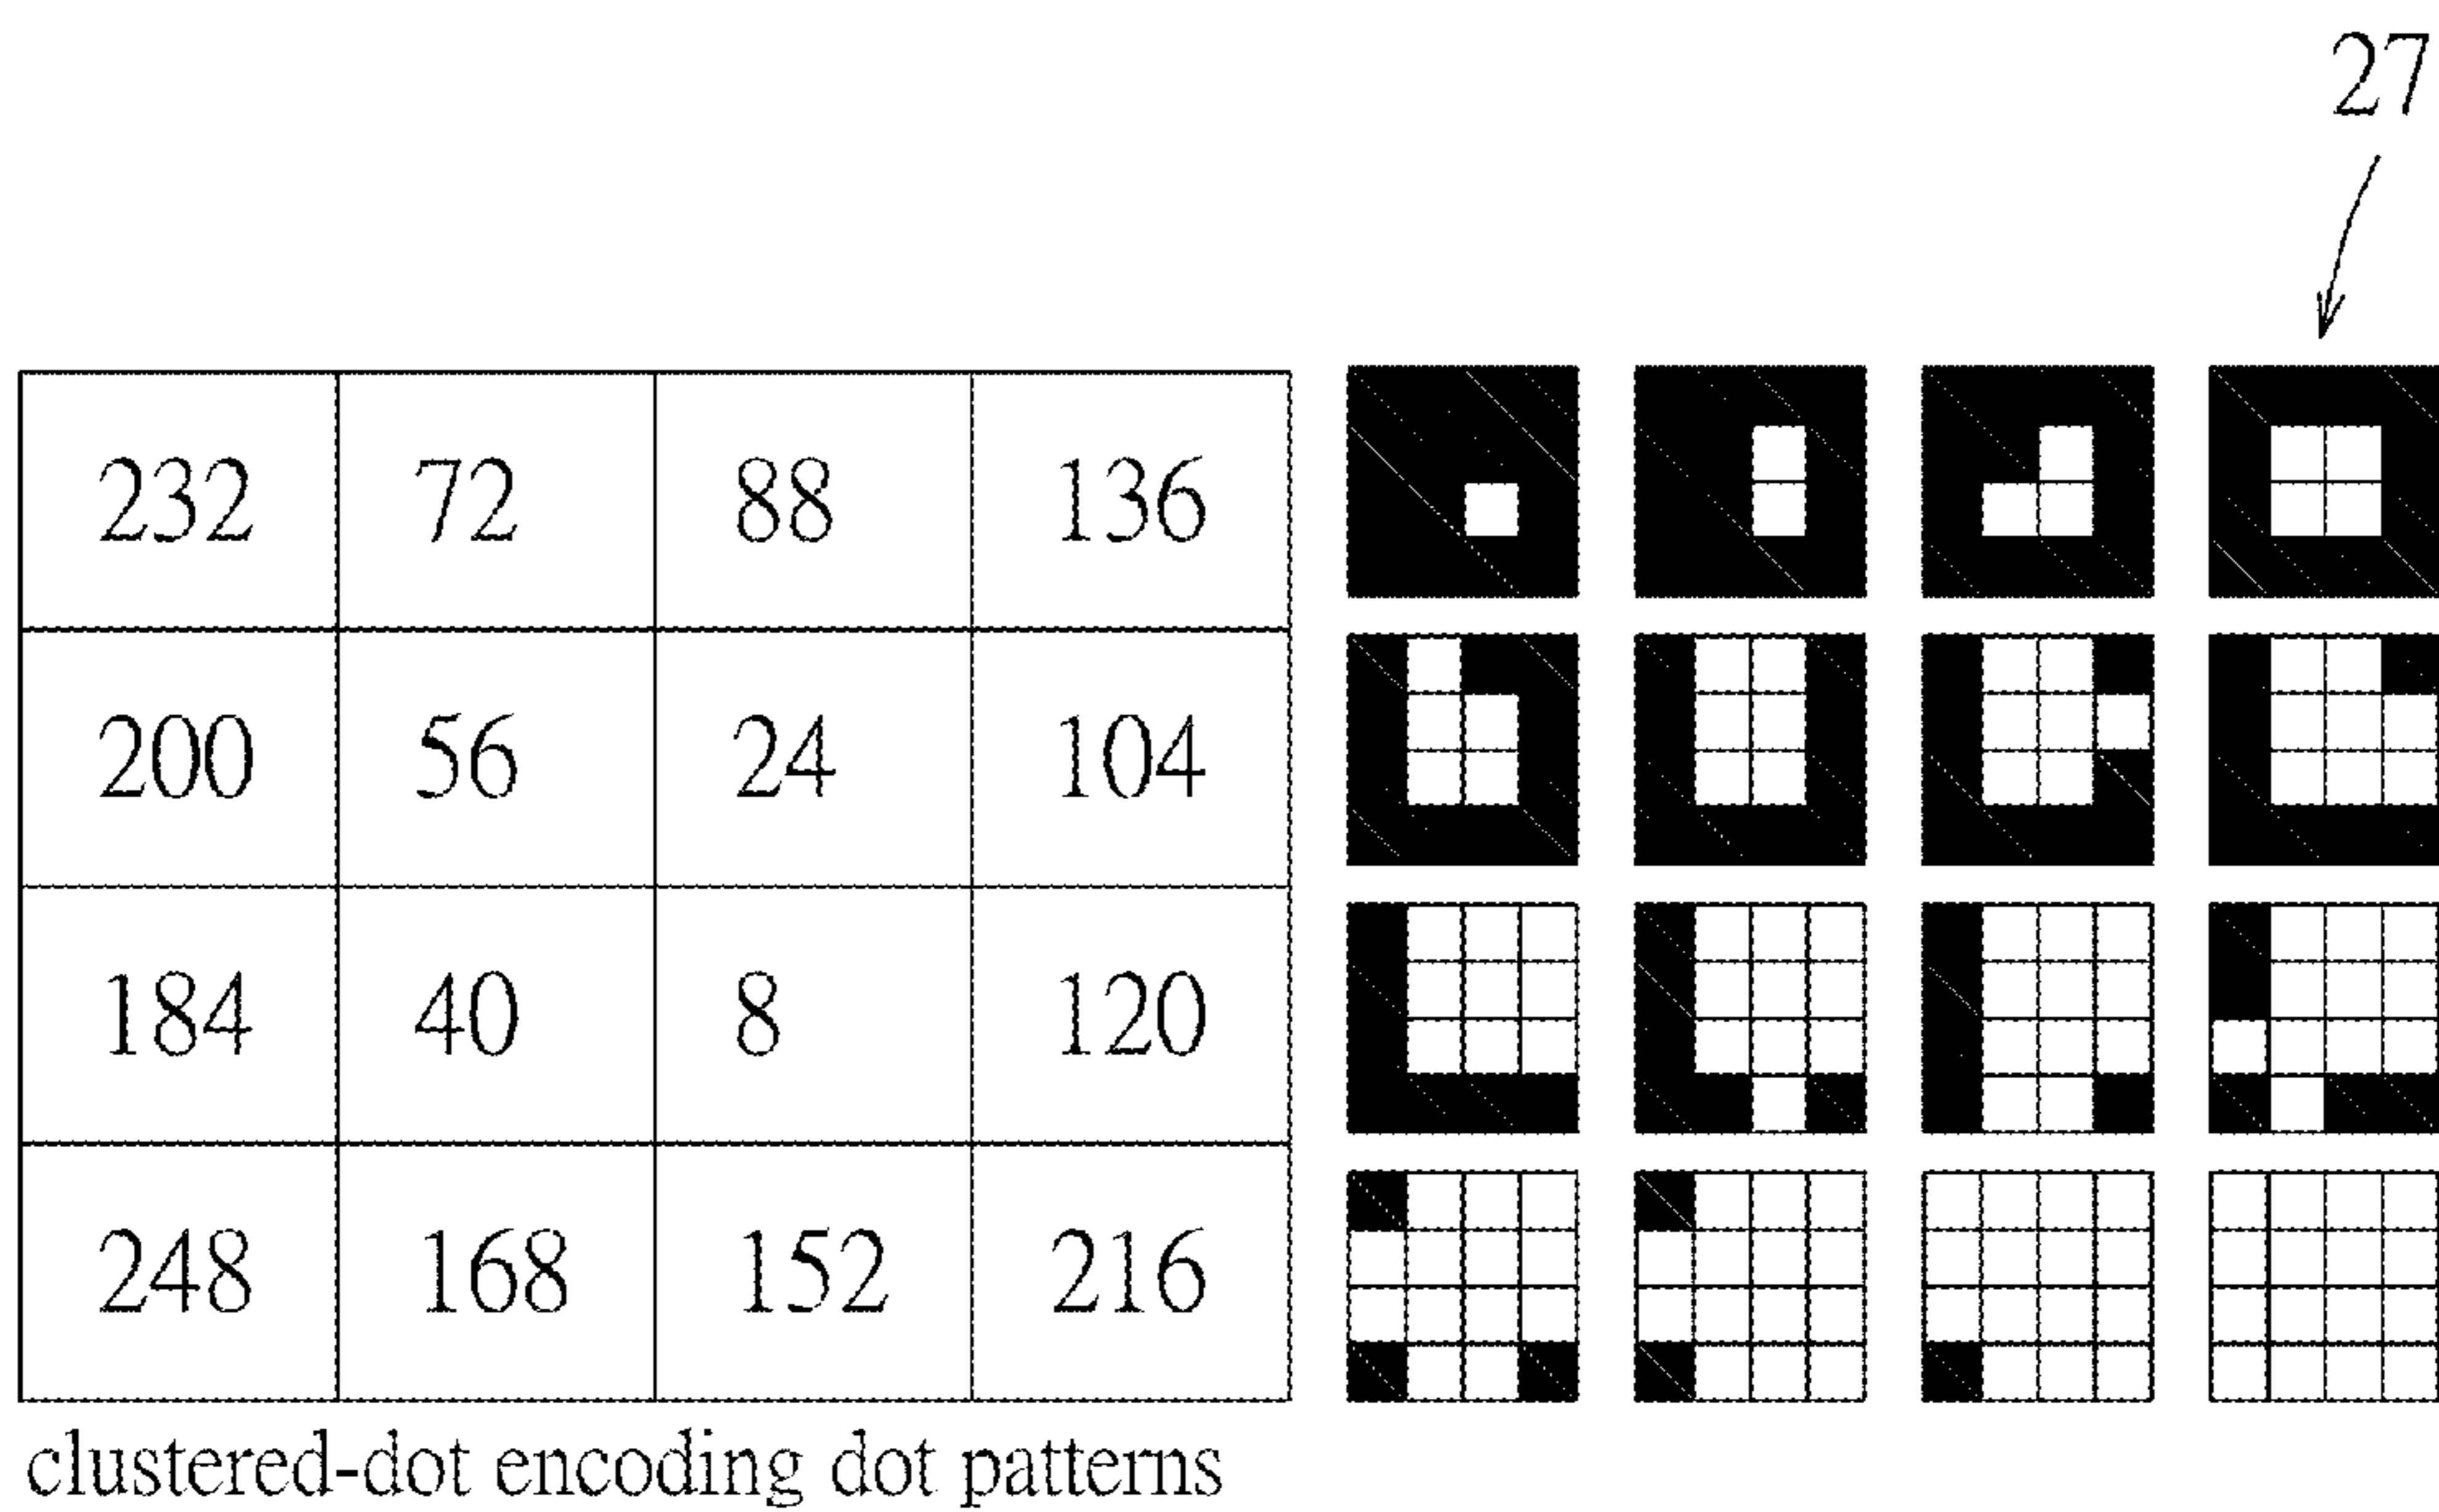 27
232 72 88 136
200 56 24 104
184 40 8 120
248 168 152 216
clustered-dot encoding dot patterns